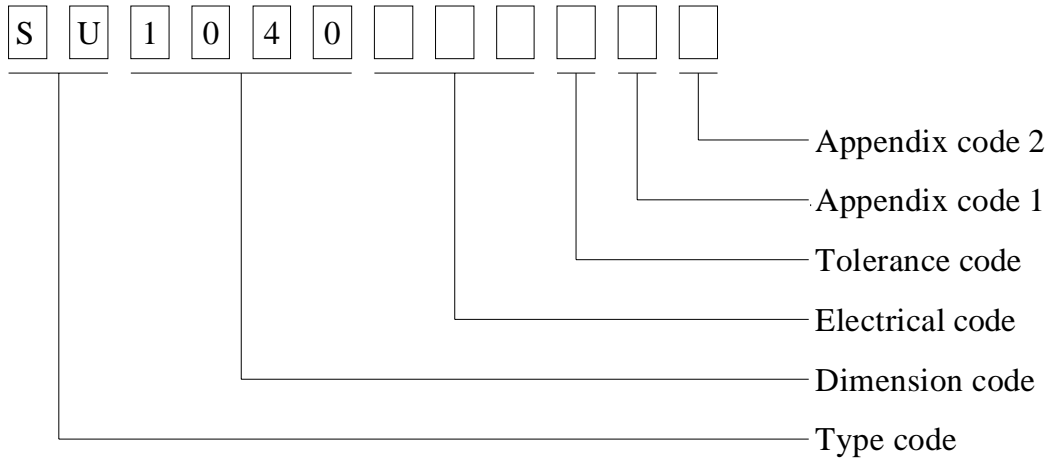 S U 1 0 4 0
Appendix code 2
Appendix code 1
Tolerance code
Electrical code
Dimension code
Type code